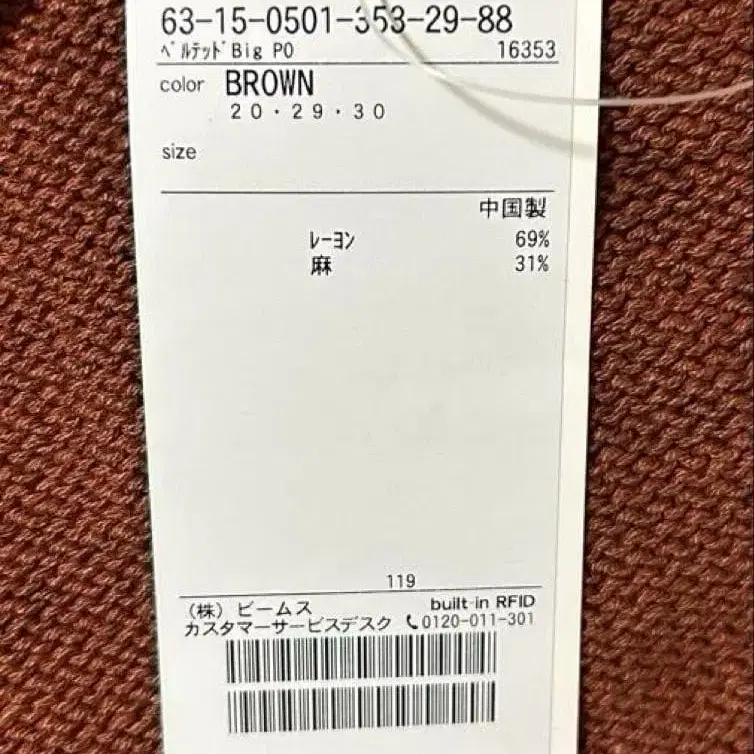 63-15-0501-353-29-88
ﾍﾞﾙﾃｯﾄﾞBig PO 16353
color BROWN
20・29・30
size
中国製
ﾚｰﾖﾝ 69%
麻 31%
119
(株) ビームス built-in RFID
カスタマーサービスデスク 0120-011-301